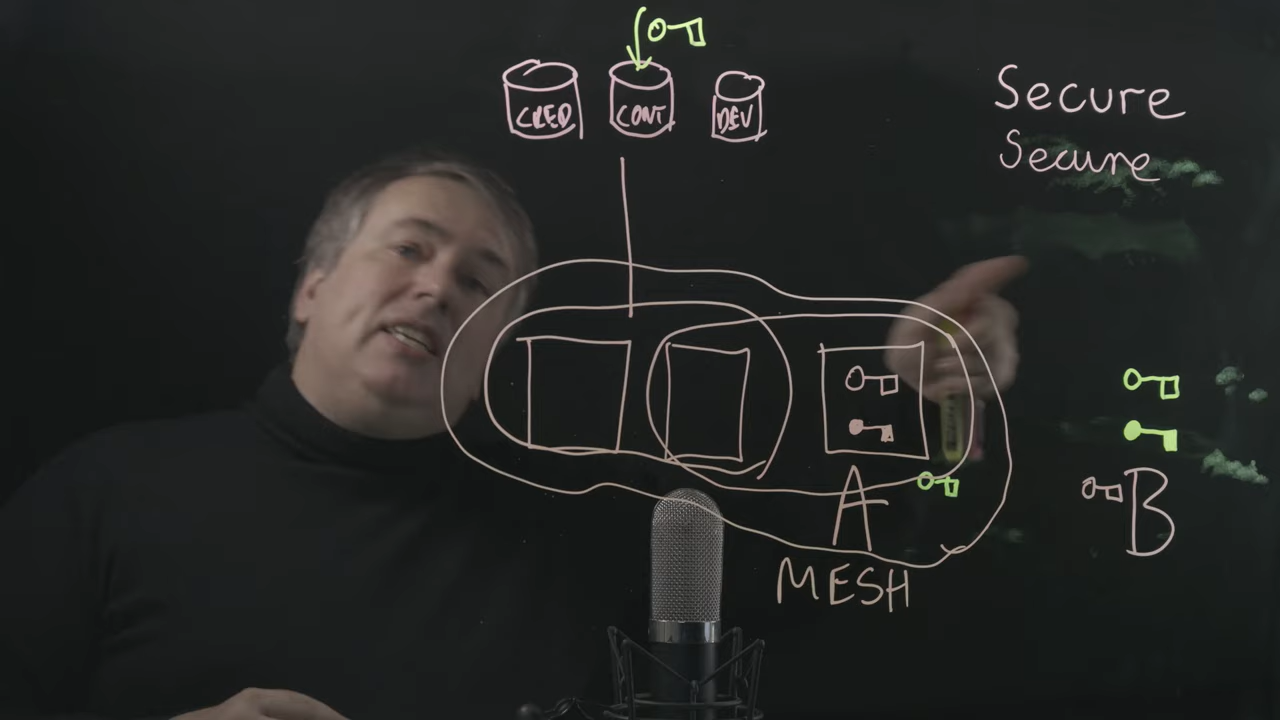 CRED
CONT
DEV
Secure
Secure
A
B
MESH